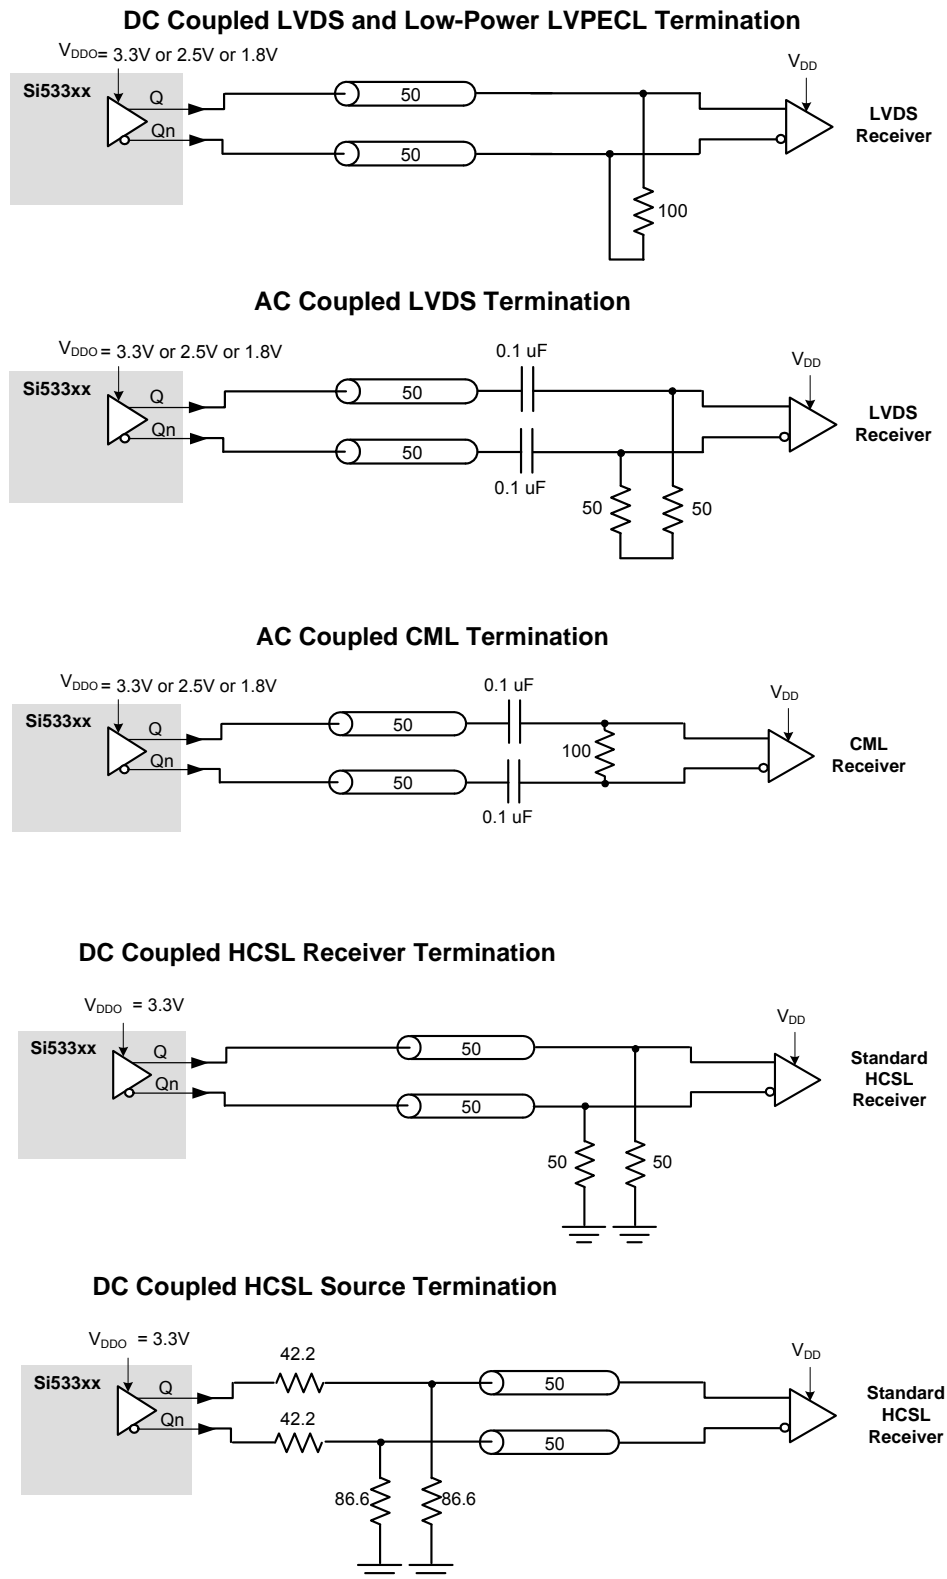 DC Coupled LVDS and Low-Power LVPECL Termination
VDDO= 3.3V or 2.5V or 1.8V
Si533xx
Q
Qn
50
50
100
VDD
LVDS
Receiver
AC Coupled LVDS Termination
VDDO= 3.3V or 2.5V or 1.8V
Si533xx
Q
Qn
50
50
0.1 uF
0.1 uF
50
50
VDD
LVDS
Receiver
AC Coupled CML Termination
VDDO= 3.3V or 2.5V or 1.8V
Si533xx
Q
Qn
50
50
0.1 uF
0.1 uF
100
VDD
CML
Receiver
DC Coupled HCSL Receiver Termination
VDDO = 3.3V
Si533xx
Q
Qn
50
50
50
50
VDD
Standard
HCSL
Receiver
DC Coupled HCSL Source Termination
VDDO = 3.3V
Si533xx
Q
Qn
42.2
42.2
86.6
86.6
50
50
VDD
Standard
HCSL
Receiver